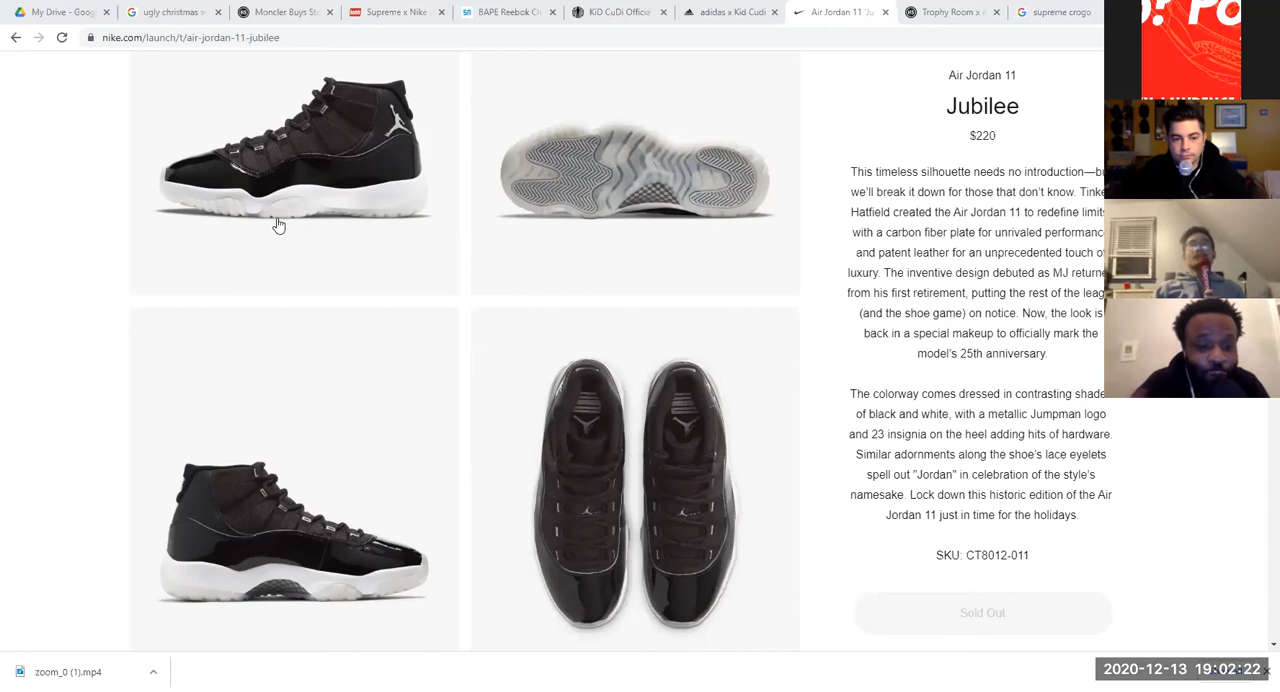 My Drive - Googl
ugly christmas s
Moncler Buys Sto
Supreme x Nike
BAPE Reebok Cl
KiD CuDi Officia
adidas x Kid Cudi
Air Jordan 11 'Ju
Trophy Room x A
supreme crogo
nike.com/launch/t/air-jordan-11-jubilee
Air Jordan 11
Jubilee
$220
This timeless silhouette needs no introduction—bu
we'll break it down for those that don't know. Tinke
Hatfield created the Air Jordan 11 to redefine limits
with a carbon fiber plate for unrivaled performance
and patent leather for an unprecedented touch o
luxury. The inventive design debuted as MJ returne
from his first retirement, putting the rest of the leag
(and the shoe game) on notice. Now, the look is
back in a special makeup to officially mark the
model's 25th anniversary.
The colorway comes dressed in contrasting shade
of black and white, with a metallic Jumpman logo
and 23 insignia on the heel adding hits of hardware.
Similar adornments along the shoe's lace eyelets
spell out "Jordan" in celebration of the style's
namesake. Lock down this historic edition of the Air
Jordan 11 just in time for the holidays.
SKU: CT8012-011
Sold Out
zoom_0 (1).mp4
2020-12-13 19:02:22